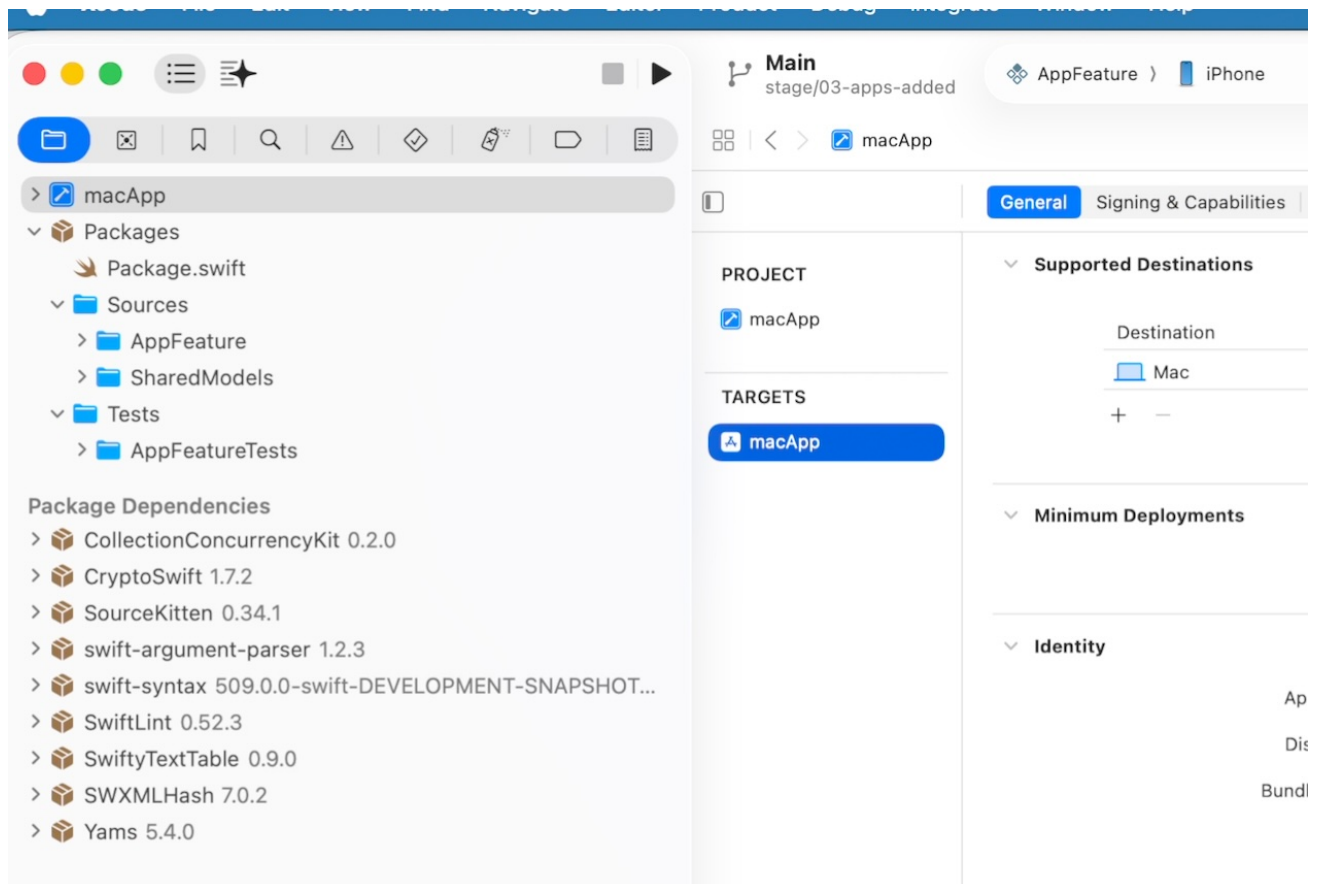 Main
stage/03-apps-added
AppFeature
iPhone
macApp
macApp
Packages
Package.swift
Sources
AppFeature
SharedModels
Tests
AppFeatureTests
Package Dependencies
CollectionConcurrencyKit 0.2.0
CryptoSwift 1.7.2
SourceKitten 0.34.1
swift-argument-parser 1.2.3
swift-syntax 509.0.0-swift-DEVELOPMENT-SNAPSHOT...
SwiftLint 0.52.3
SwiftyTextTable 0.9.0
SWXMLHash 7.0.2
Yams 5.4.0
PROJECT
macApp
TARGETS
macApp
General Signing & Capabilities
Supported Destinations
Destination
Mac
Minimum Deployments
Identity
Ap
Dis
Bundl